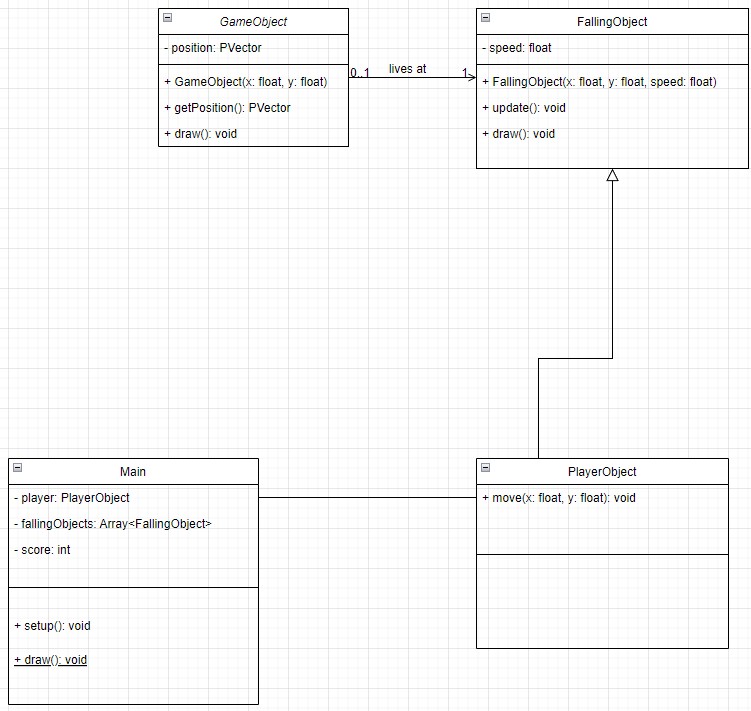 GameObject
- position: PVector
+ GameObject(x: float, y: float)
+ getPosition(): PVector
+ draw(): void
0..1
lives at
1
FallingObject
- speed: float
+ FallingObject(x: float, y: float, speed: float)
+ update(): void
+ draw(): void
Main
- player: PlayerObject
- fallingObjects: Array<FallingObject>
- score: int
+ setup(): void
+ draw(): void
PlayerObject
+ move(x: float, y: float): void